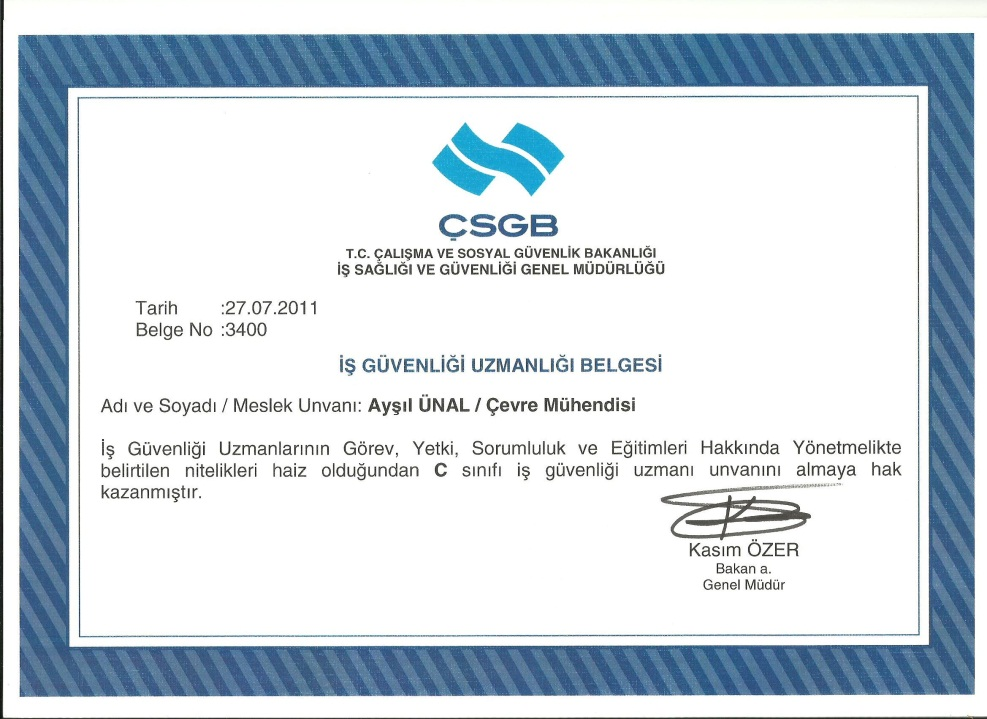 ÇSGB
T.C. ÇALIŞMA VE SOSYAL GÜVENLİK BAKANLIĞI
İŞ SAĞLIĞI VE GÜVENLİĞİ GENEL MÜDÜRLÜĞÜ
Tarih :27.07.2011
Belge No :3400
İŞ GÜVENLİĞİ UZMANLIĞI BELGESİ
Adı ve Soyadı / Meslek Unvanı: Ayşıl ÜNAL / Çevre Mühendisi
İş Güvenliği Uzmanlarının Görev, Yetki, Sorumluluk ve Eğitimleri Hakkında Yönetmelikte
belirtilen nitelikleri haiz olduğundan C sınıfı iş güvenliği uzmanı unvanını almaya hak
kazanmıştır.
Kasım ÖZER
Bakan a.
Genel Müdür